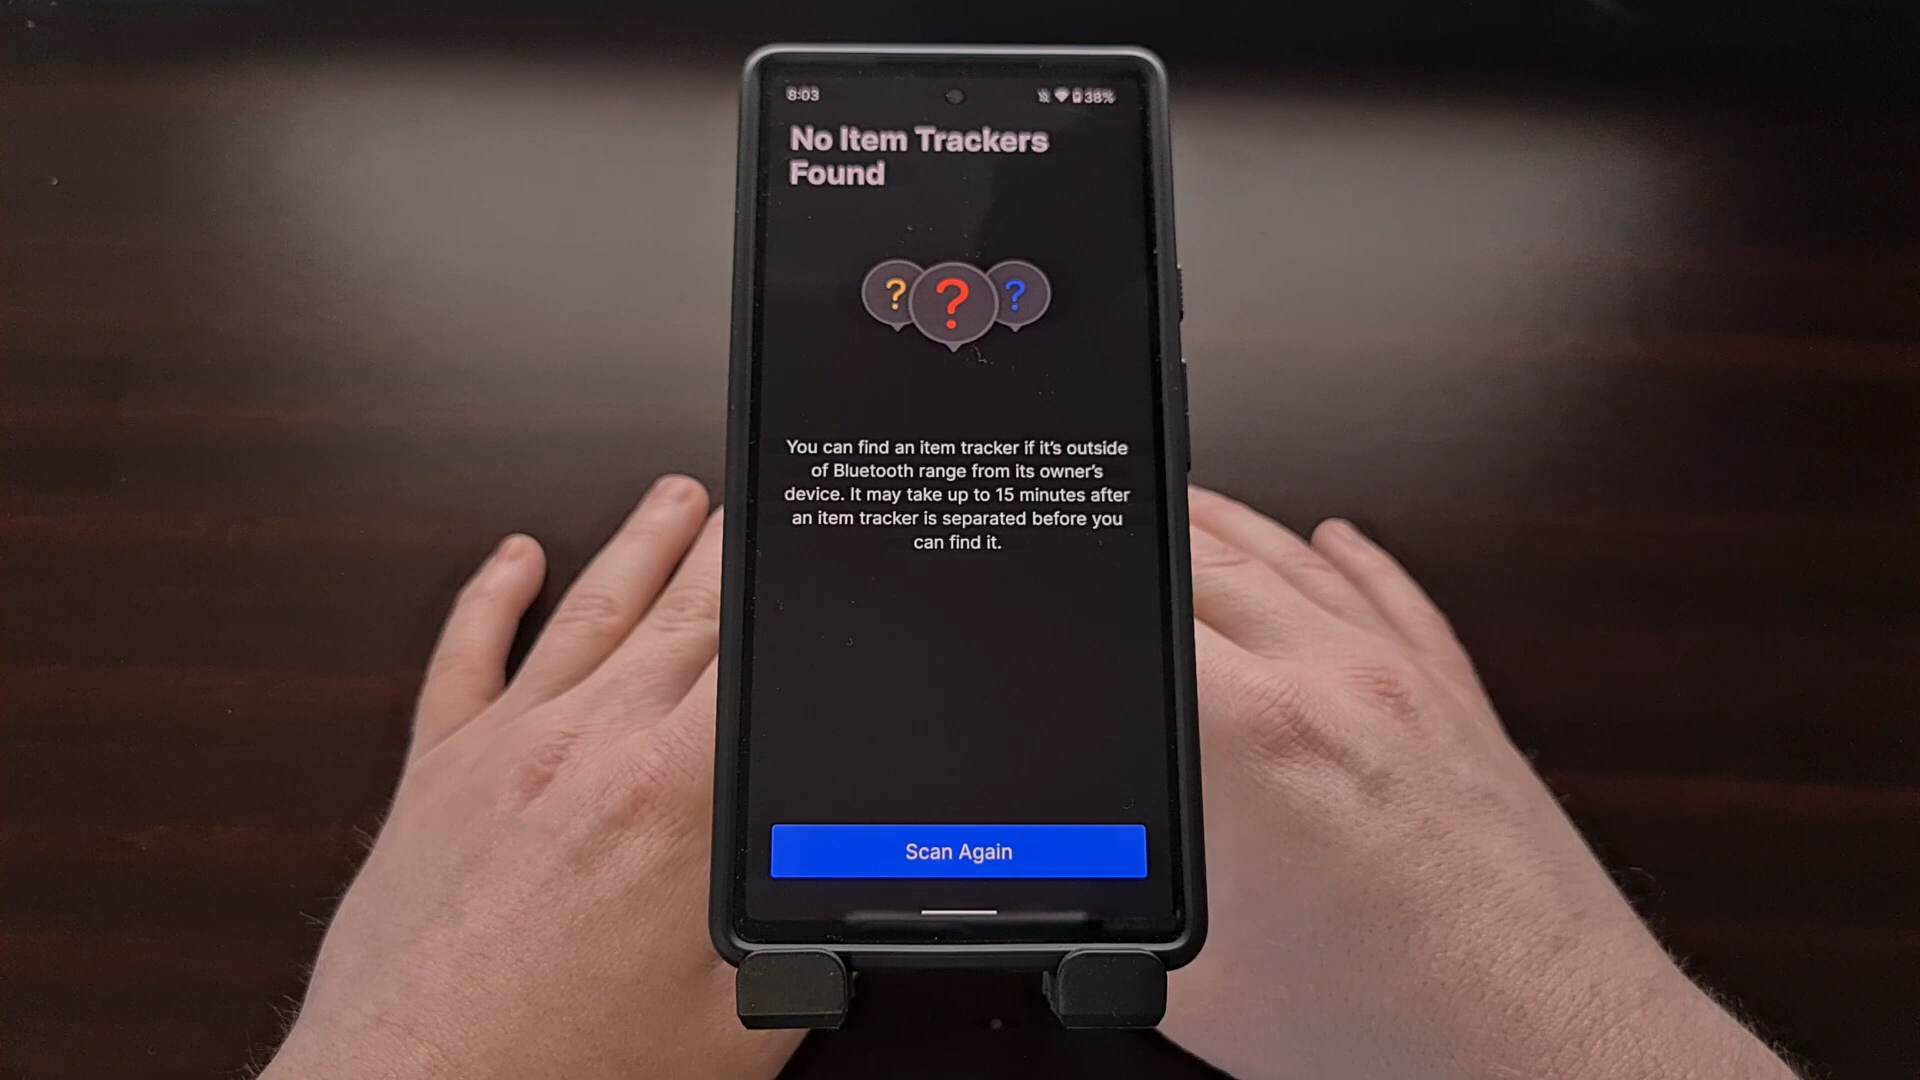 8:03 38%
No Item Trackers
Found
? ? ?
You can find an item tracker if it's outside
of Bluetooth range from its owner's
device. It may take up to 15 minutes after
an item tracker is separated before you
can find it.
Scan Again